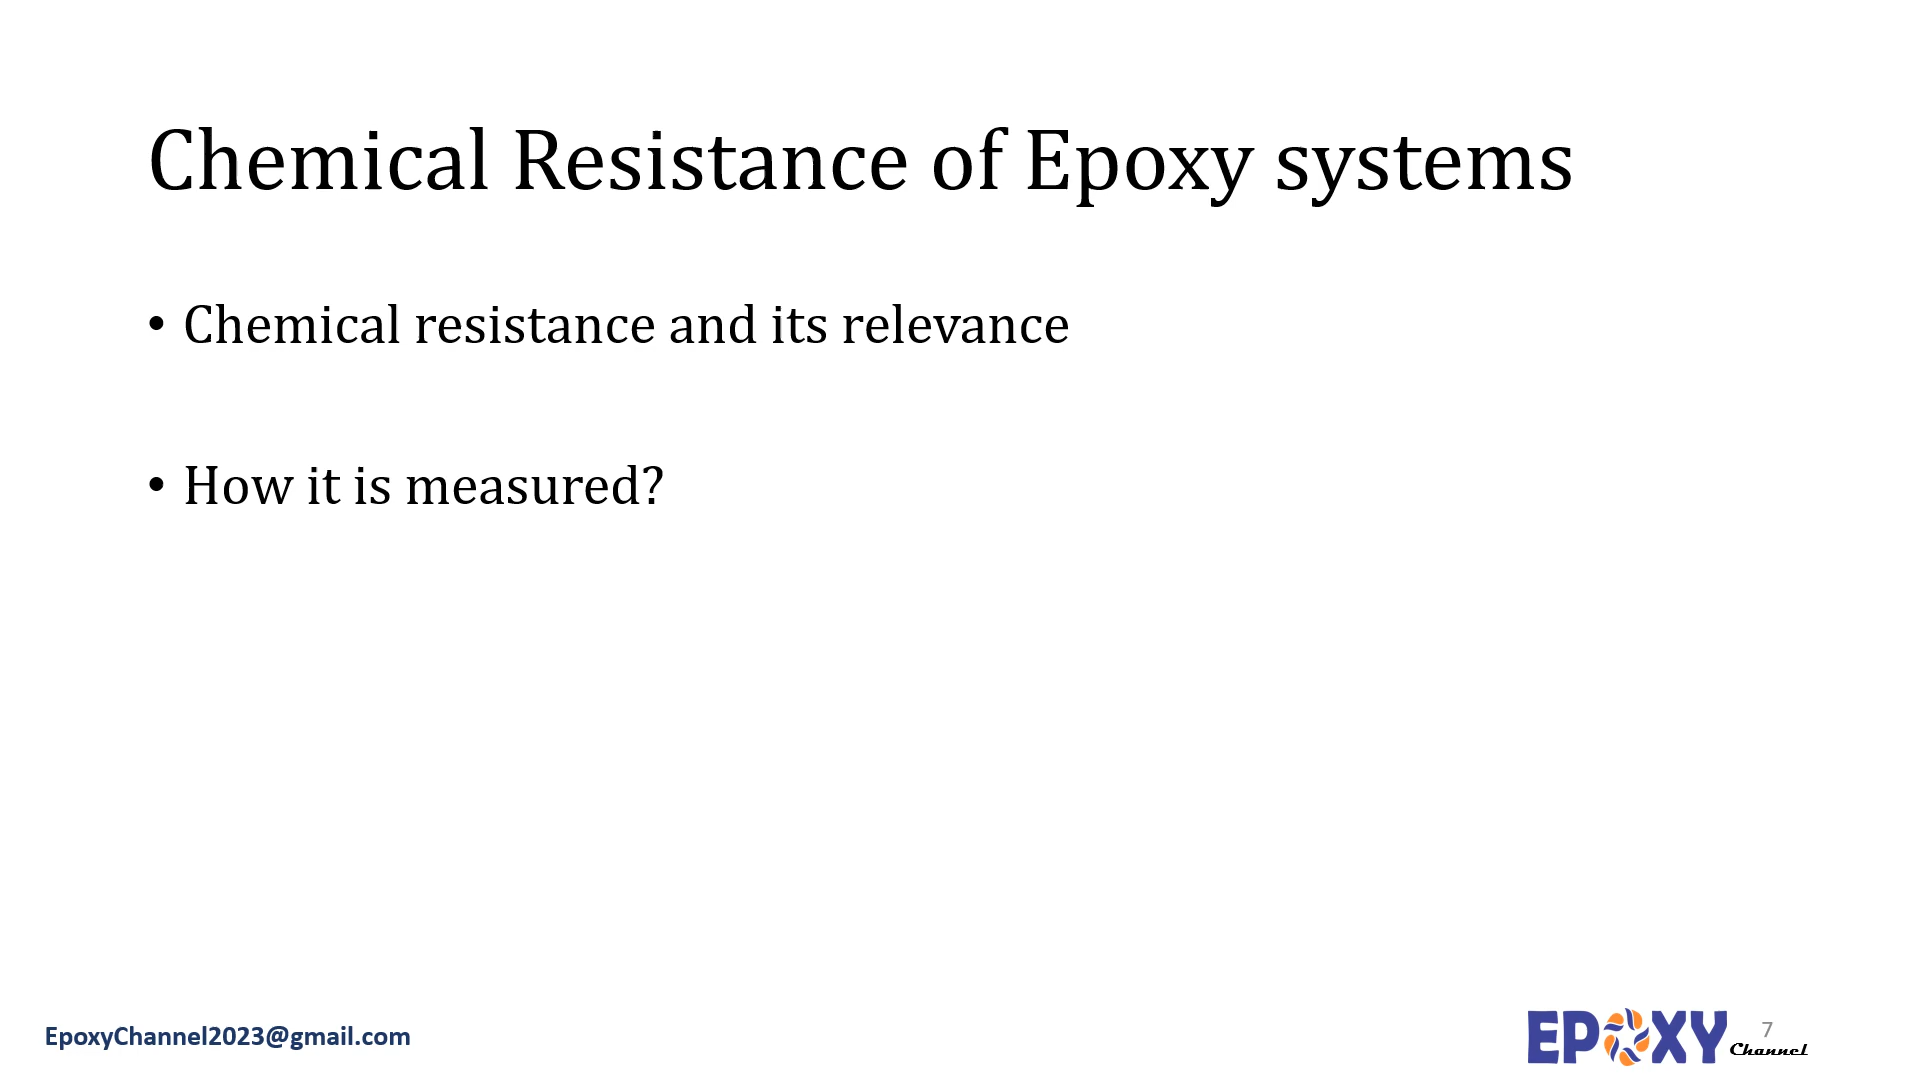 Chemical Resistance of Epoxy systems
• Chemical resistance and its relevance
• How it is measured?
EpoxyChannel2023@gmail.com
EPOXY
Channel
7